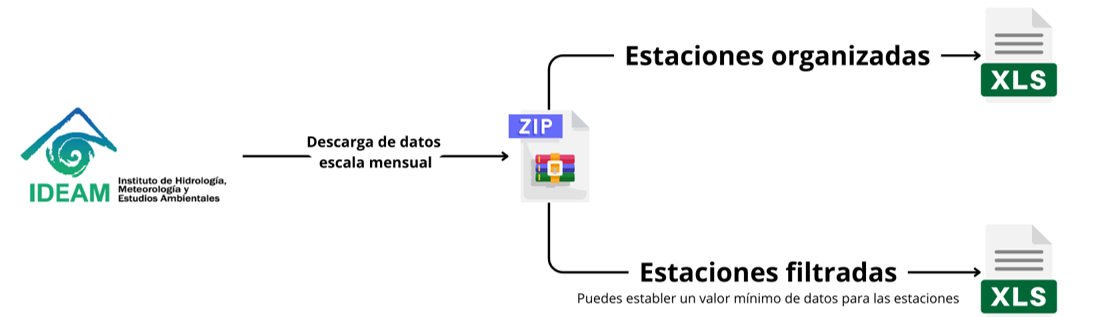 IDEAM
Instituto de Hidrología,
Meteorología y
Estudios Ambientales
Descarga de datos
escala mensual
ZIP
Estaciones organizadas
XLS
Estaciones filtradas
Puedes establer un valor mínimo de datos para las estaciones
XLS